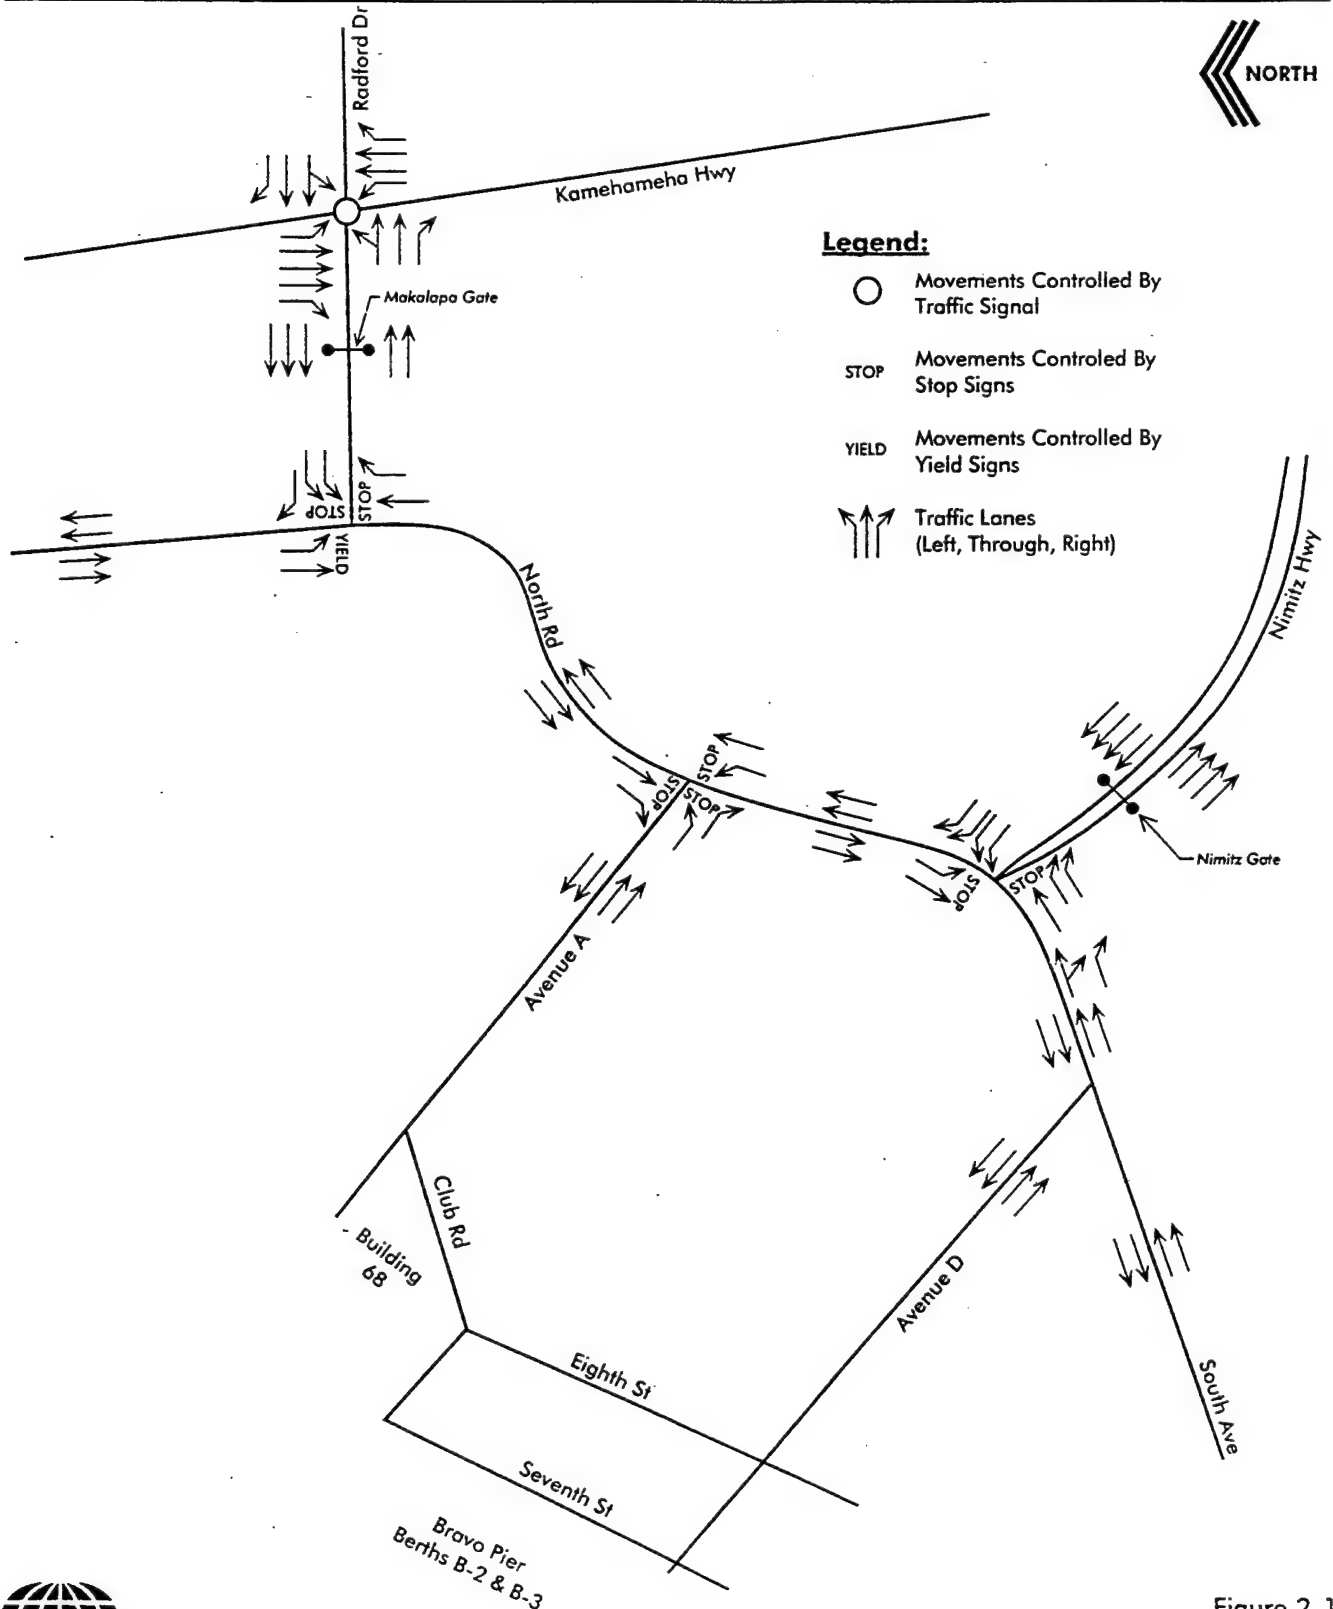 Radford Dr
NORTH
Kamehameha Hwy
Legend:
Movements Controlled By
Traffic Signal
Makalapa Gate
STOP
Movements Controled By
Stop Signs
YIELD
Movements Controlled By
Yield Signs
Traffic Lanes
(Left, Through, Right)
STOP
STOP
YIELD
North Rd
Nimitz Hwy
STOP
STOP
STOP
Nimitz Gate
STOP
STOP
Avenue A
Club Rd
Building
68
Avenue D
Eighth St
South Ave
Seventh St
Bravo Pier
Berths B-2 & B-3
Figure 2.1